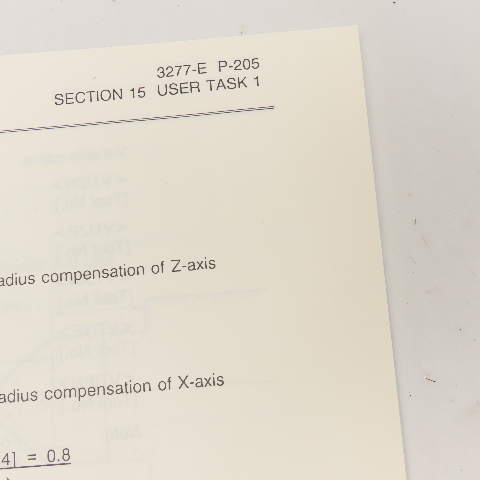 3277-E P-205
SECTION 15 USER TASK 1
adius compensation of Z-axis
adius compensation of X-axis
4] = 0.8